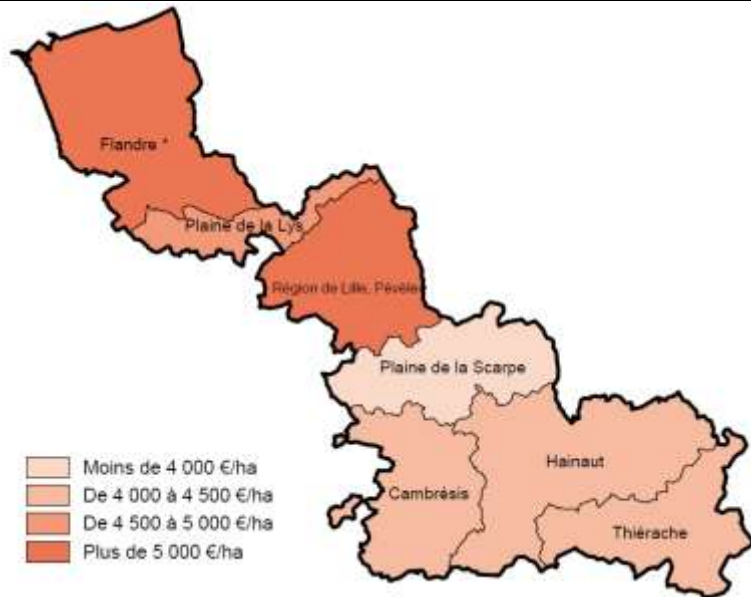 Flandre *
Plaine de la Lys
Région de Lille, Pévèle
Plaine de la Scarpe
Hainaut
Cambrésis
Thiérache
Moins de 4 000 €/ha
De 4 000 à 4 500 €/ha
De 4 500 à 5 000 €/ha
Plus de 5 000 €/ha